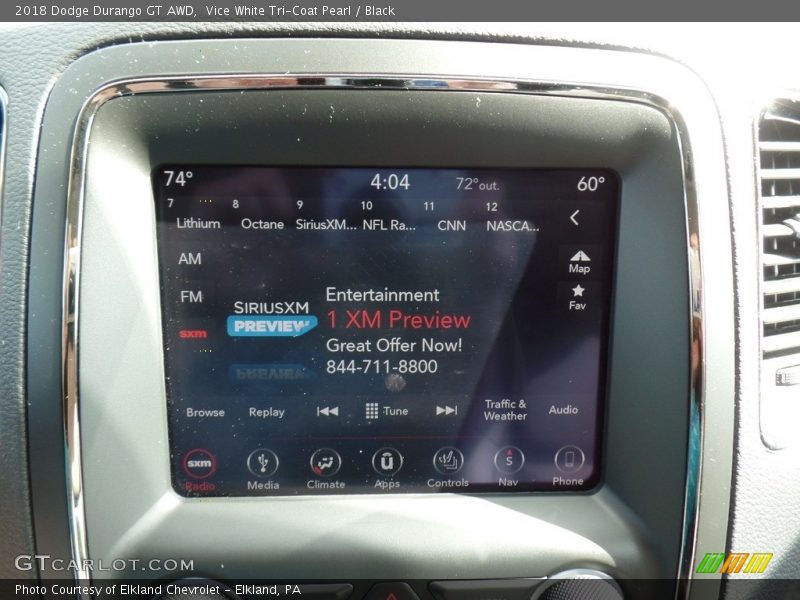 2018 Dodge Durango GT AWD,  Vice White Tri-Coat Pearl / Black
74° 4:04 72°out. 60°
7 8 9 10 11 12
Lithium Octane SiriusXM... NFL Ra... CNN NASCA...
AM
Map
FM
Fav
sxm
SIRIUSXM
PREVIEW
Entertainment
1 XM Preview
Great Offer Now!
844-711-8800
Browse Replay Tune Traffic & Weather Audio
sxm
S
Radio Media Climate Apps Controls Nav Phone
GTCARLOT.COM
Photo Courtesy of Elkland Chevrolet - Elkland, PA